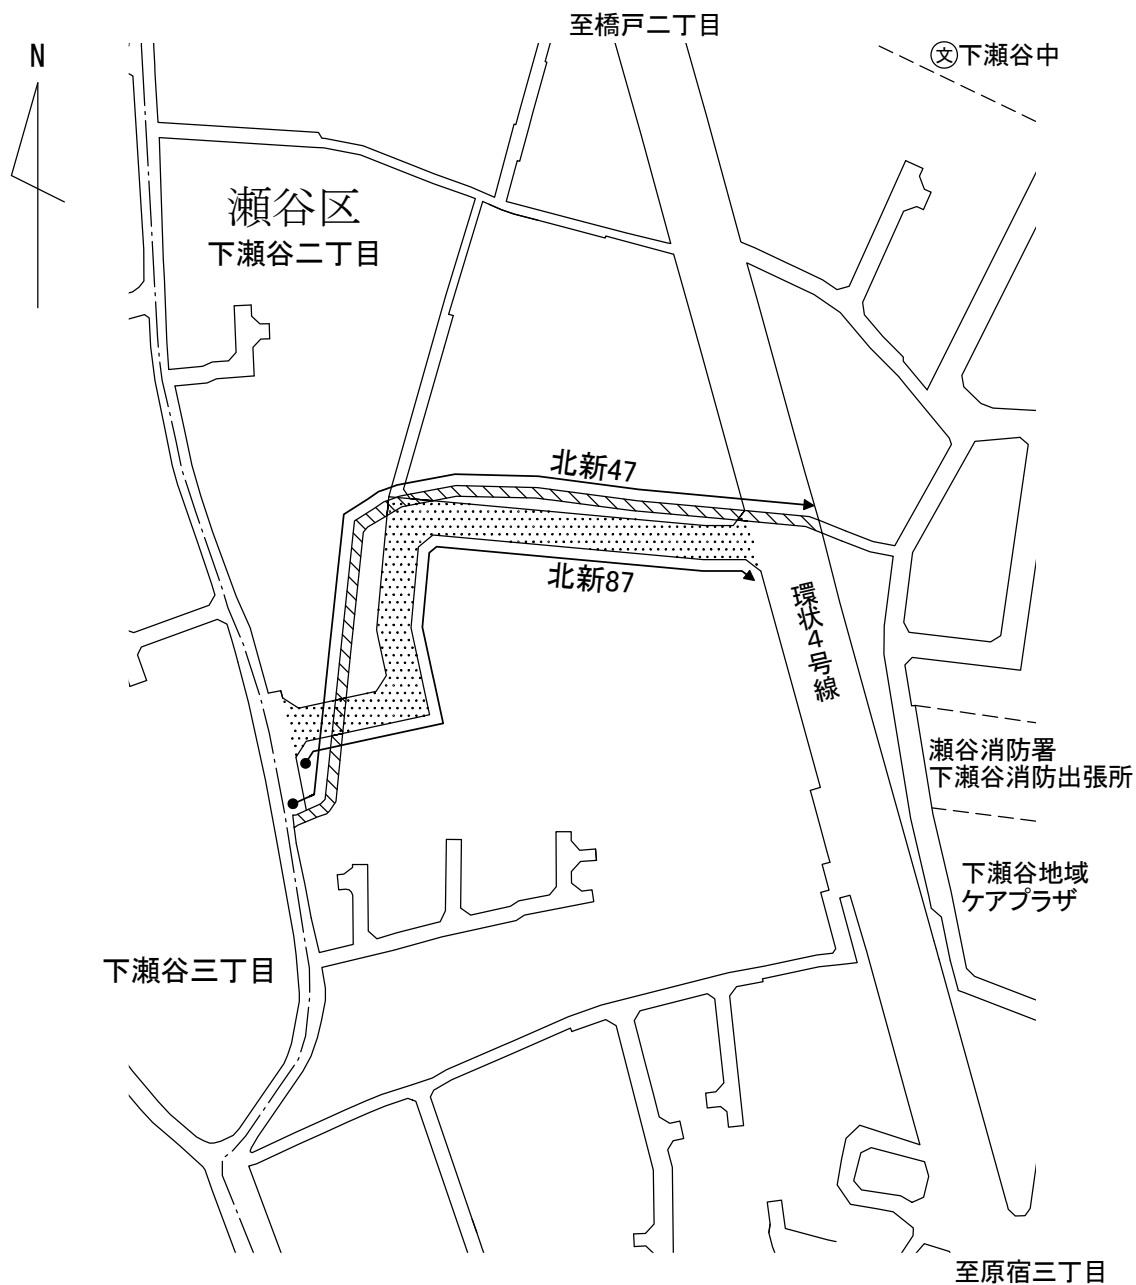 至橋戸二丁目
N
文下瀬谷中
瀬谷区
下瀬谷二丁目
北新47
北新87
環状4号線
瀬谷消防署
下瀬谷消防出張所
下瀬谷地域
ケアプラザ
下瀬谷三丁目
至原宿三丁目